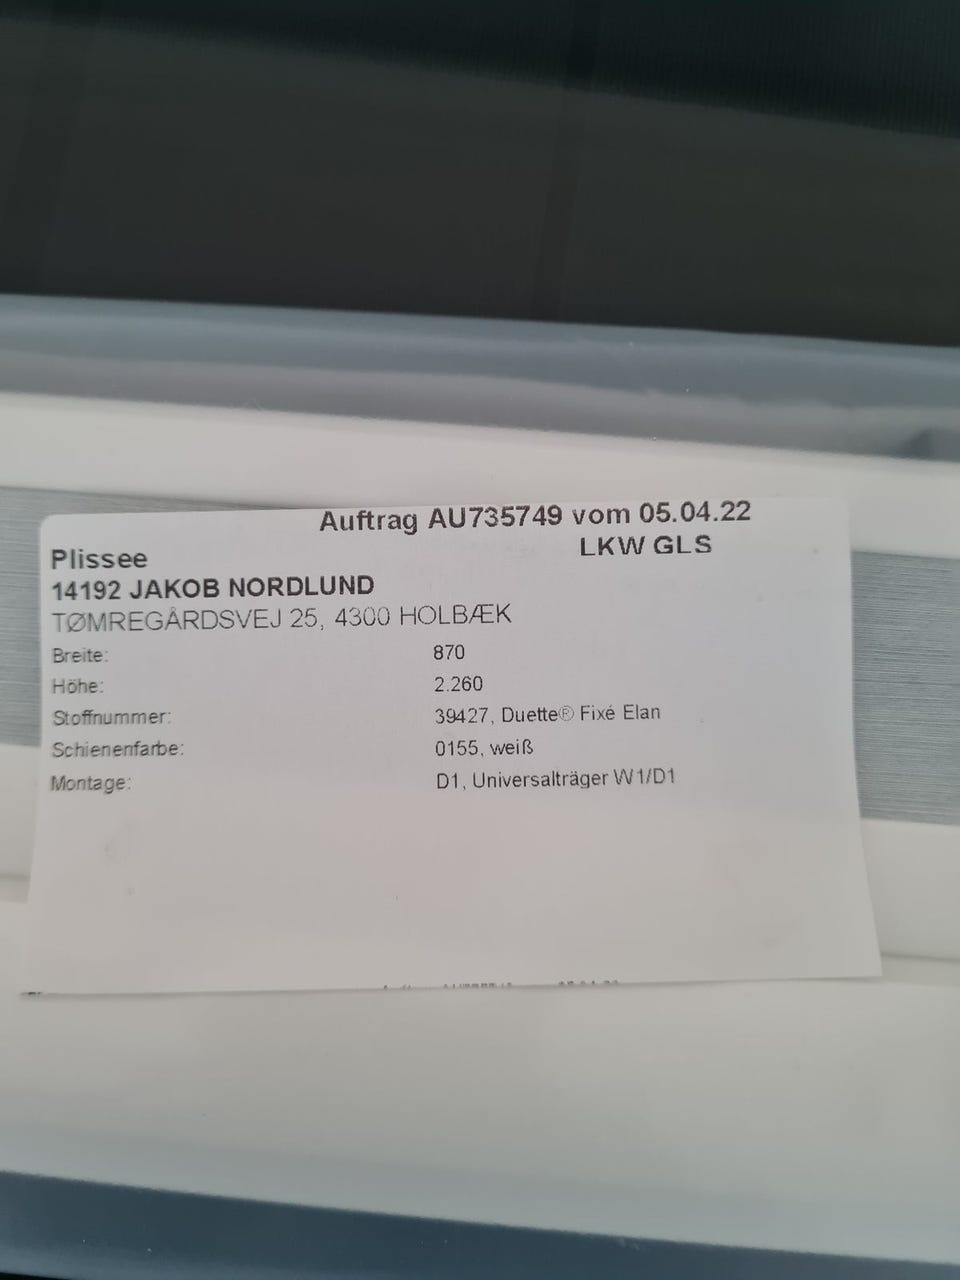 Auftrag AU735749 vom 05.04.22
LKW GLS
Plissee
14192 JAKOB NORDLUND
TØMREGÅRDSVEJ 25, 4300 HOLBÆK
Breite: 870
Höhe: 2.260
Stoffnummer: 39427, Duette® Fixé Elan
Schienenfarbe: 0155, weiß
Montage: D1, Universalträger W1/D1